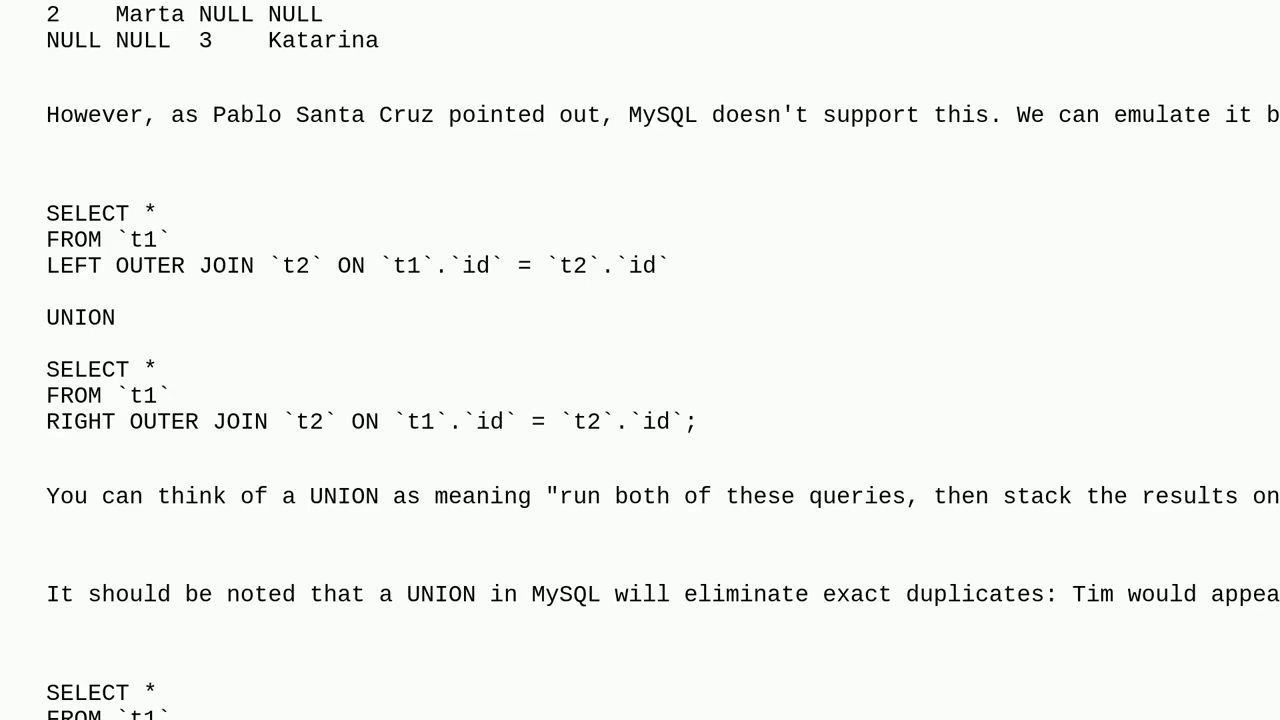 2    Marta NULL NULL
NULL NULL  3    Katarina
However, as Pablo Santa Cruz pointed out, MySQL doesn't support this. We can emulate it b
SELECT *
FROM `t1`
LEFT OUTER JOIN `t2` ON `t1`.`id` = `t2`.`id`
UNION
SELECT *
FROM `t1`
RIGHT OUTER JOIN `t2` ON `t1`.`id` = `t2`.`id`;
You can think of a UNION as meaning "run both of these queries, then stack the results on
It should be noted that a UNION in MySQL will eliminate exact duplicates: Tim would appea
SELECT *
FROM `t1`